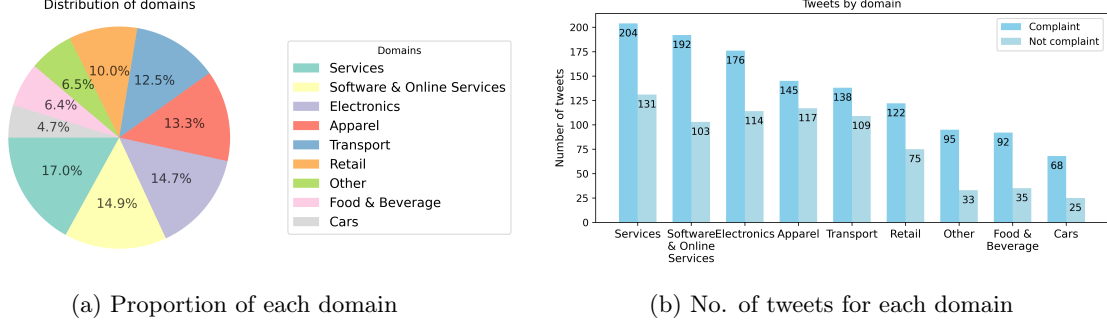 Distribution of domains
10.0%
12.5%
6.5%
6.4%
13.3%
4.7%
17.0%
14.7%
14.9%
Domains
Services
Software & Online Services
Electronics
Apparel
Transport
Retail
Other
Food & Beverage
Cars
(a) Proportion of each domain
Tweets by domain
Complaint
Not complaint
Number of tweets
200
175
150
125
100
75
50
25
0
204
131
192
103
176
114
145
117
138
109
122
75
95
33
92
35
68
25
Services
Software
& Online
Services
Electronics
Apparel
Transport
Retail
Other
Food &
Beverage
Cars
(b) No. of tweets for each domain